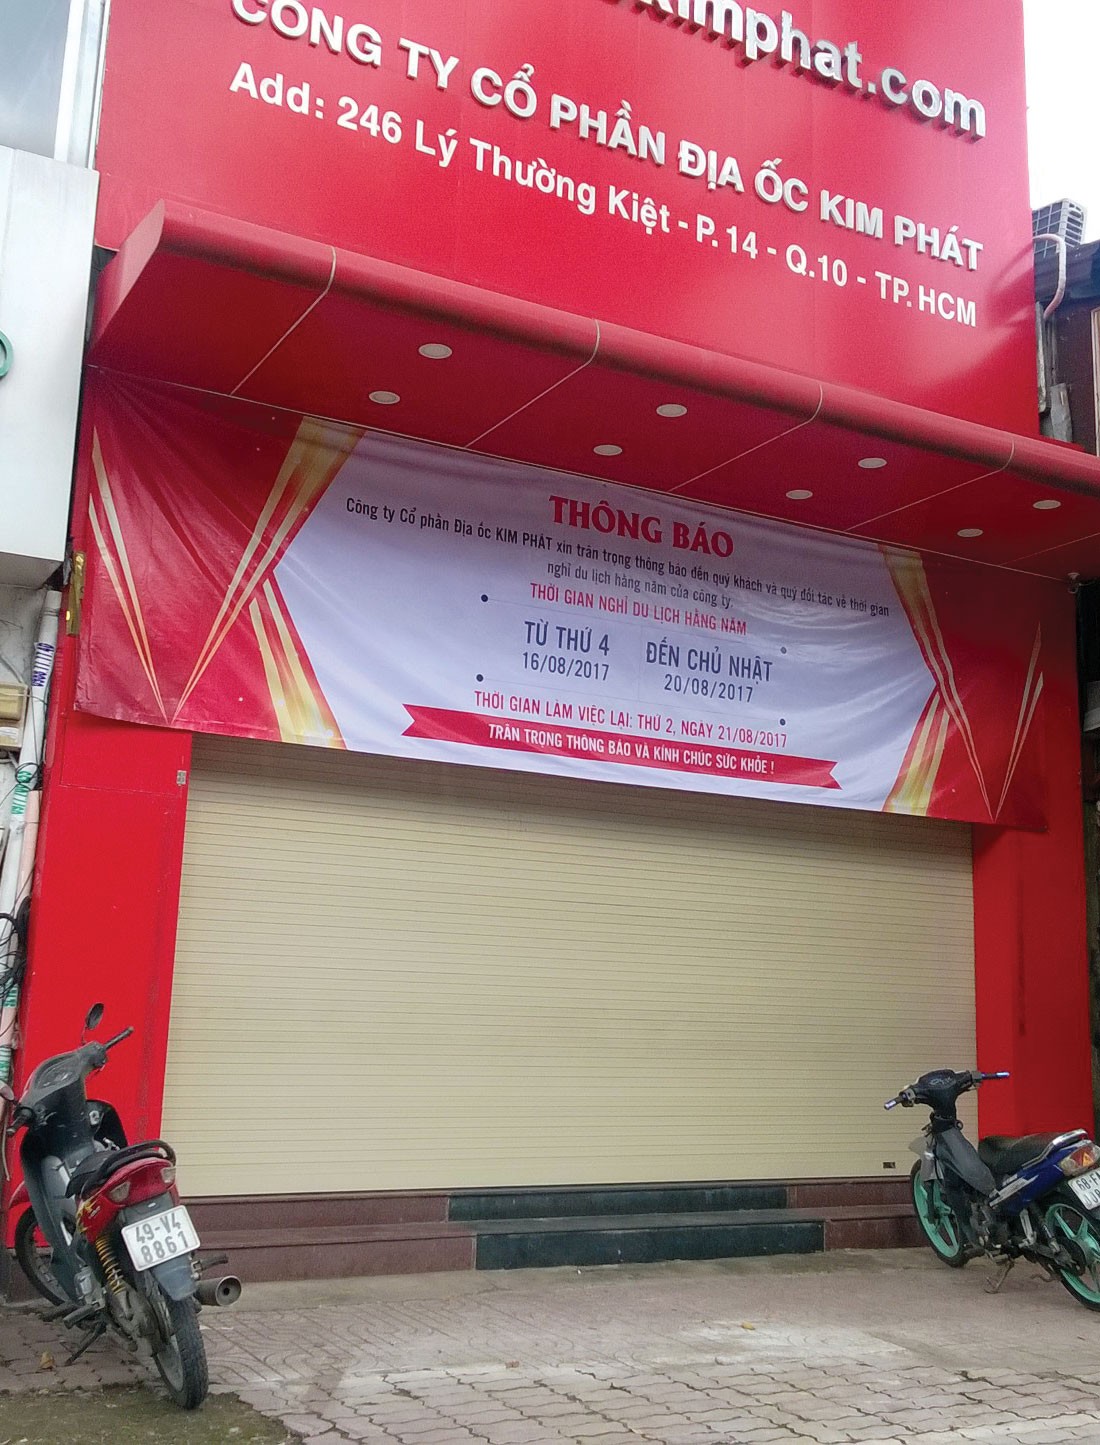 kimphat.com
CÔNG TY CỔ PHẦN ĐỊA ỐC KIM PHÁT
Add: 246 Lý Thường Kiệt - P. 14 - Q.10 - TP. HCM
THÔNG BÁO
Công ty Cổ phần Địa ốc KIM PHÁT xin trân trọng thông báo đến quý khách và quý đối tác về thời gian
nghỉ du lịch hằng năm của công ty.
THỜI GIAN NGHỈ DU LỊCH HẰNG NĂM
TỪ THỨ 4 ĐẾN CHỦ NHẬT
16/08/2017 20/08/2017
THỜI GIAN LÀM VIỆC LẠI: THỨ 2, NGÀY 21/08/2017
TRÂN TRỌNG THÔNG BÁO VÀ KÍNH CHÚC SỨC KHỎE !
49-V4
8861